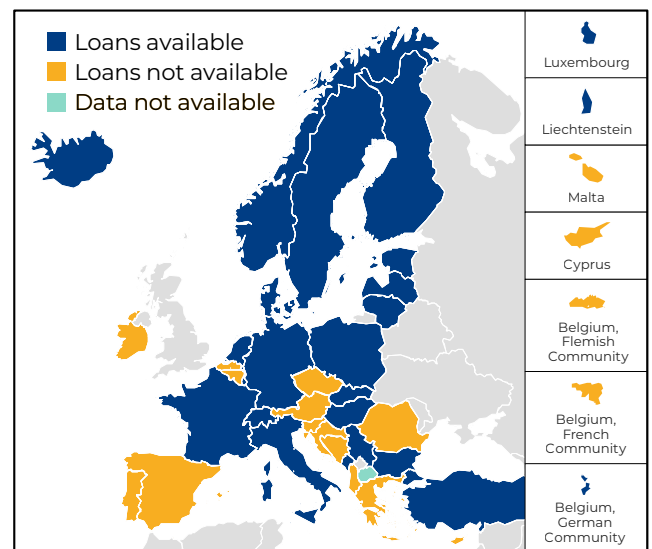 Loans available
Loans not available
Data not available
Luxembourg
Liechtenstein
Malta
Cyprus
Belgium,
Flemish
Community
Belgium,
French
Community
Belgium,
German
Community